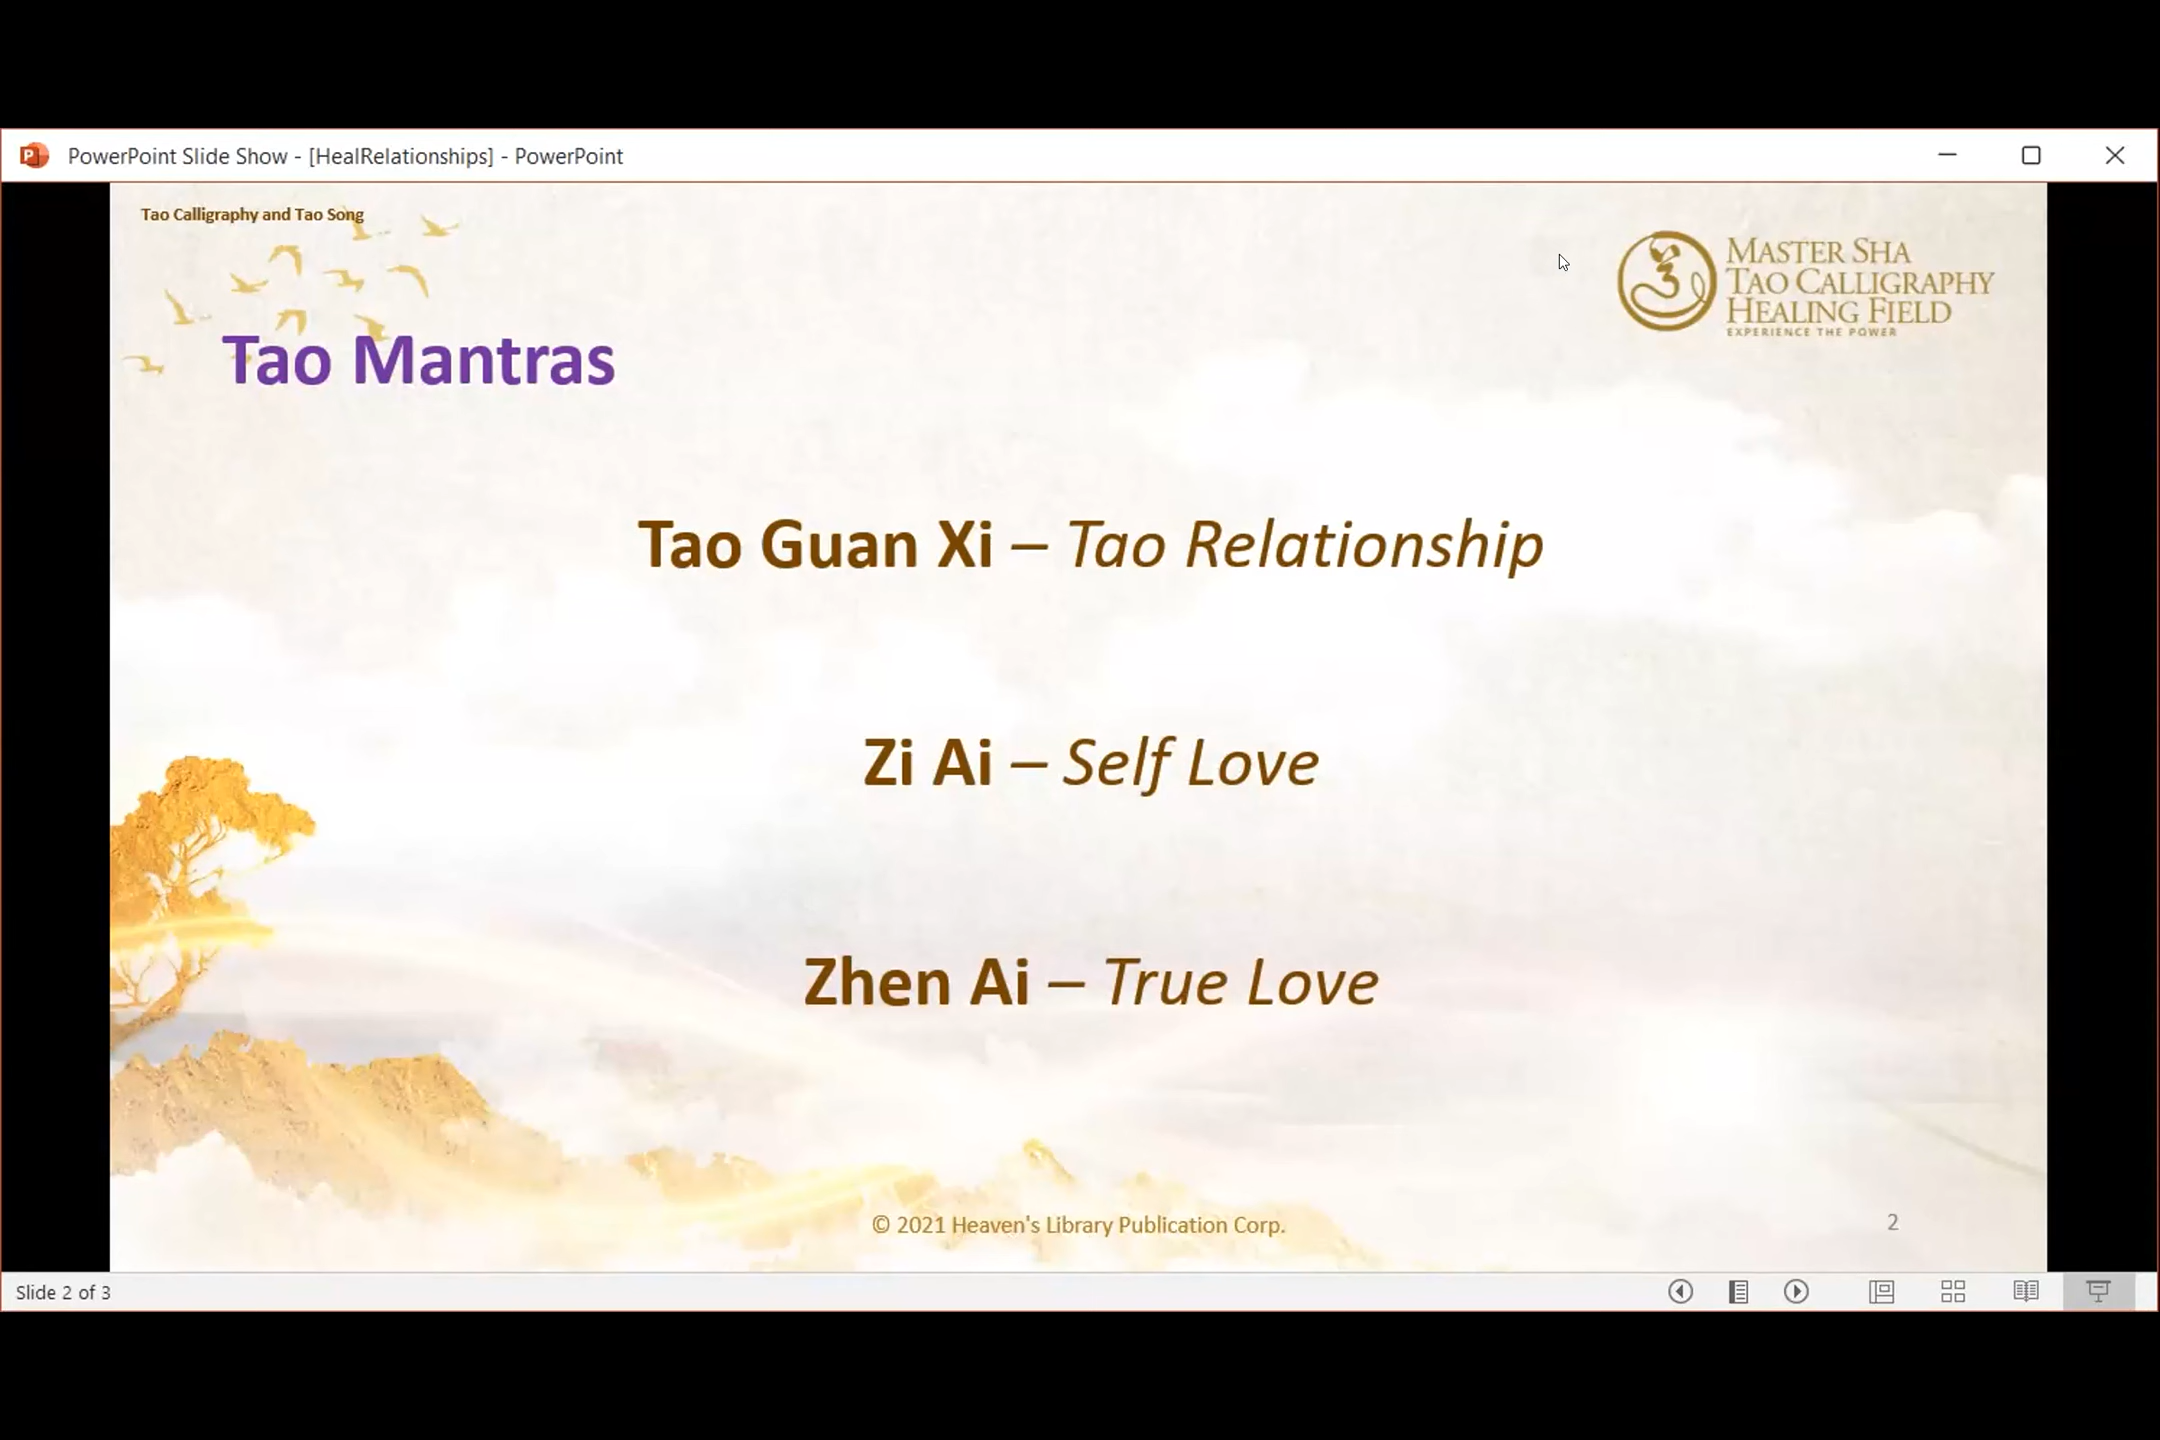 PowerPoint Slide Show - [HealRelationships] - PowerPoint
Tao Calligraphy and Tao Song
MASTER SHA
TAO CALLIGRAPHY
HEALING FIELD
EXPERIENCE THE POWER
Tao Mantras
Tao Guan Xi – Tao Relationship
Zi Ai – Self Love
Zhen Ai – True Love
© 2021 Heaven's Library Publication Corp.
2
Slide 2 of 3